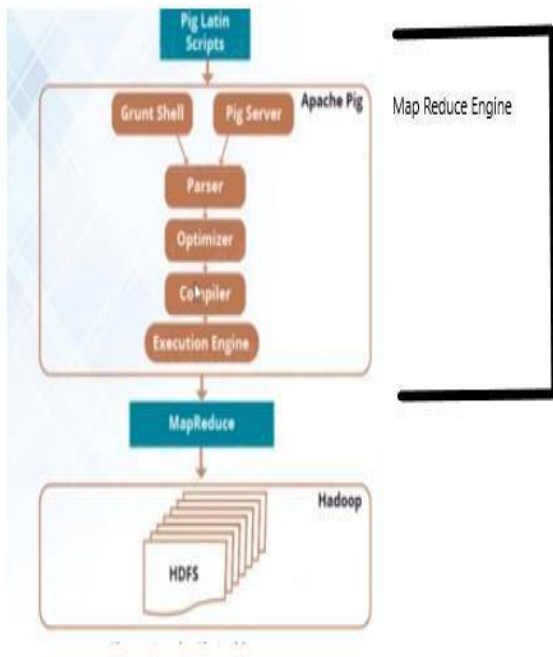 Pig Latin
Scripts
Apache Pig
Grunt Shell
Pig Server
Parser
Optimizer
Compiler
Execution Engine
MapReduce
Hadoop
HDFS
Map Reduce Engine